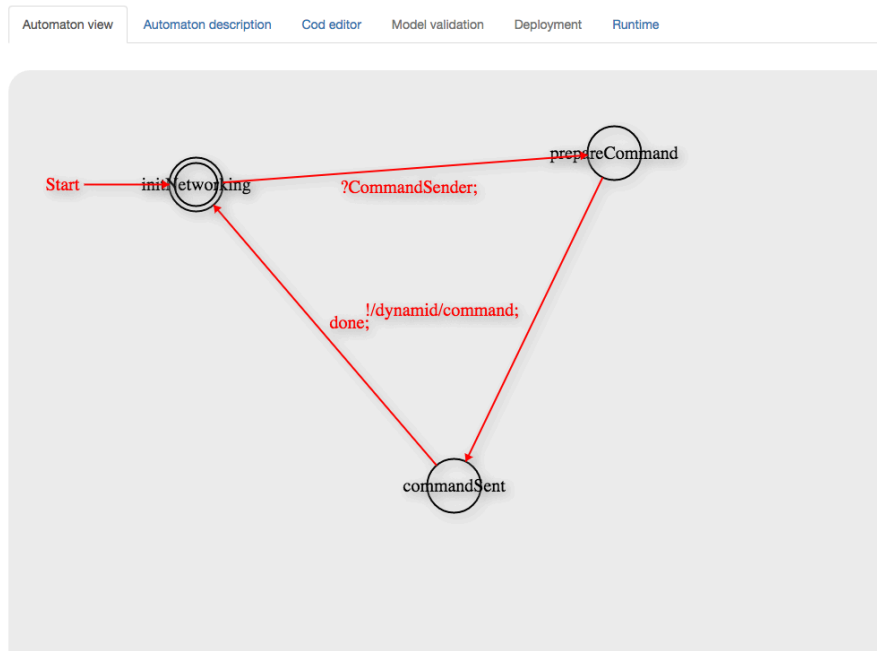 Automaton view Automaton description Cod editor Model validation Deployment Runtime
prepareCommand
Start
initNetworking
?CommandSender;
!/dynamid/command;
done;
commandSent